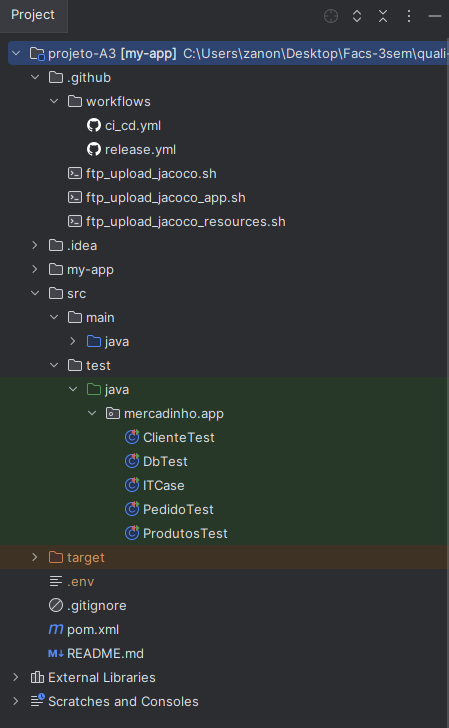 Project
projeto-A3 [my-app] C:\Users\zanon\Desktop\Facs-3sem\quali
.github
workflows
ci_cd.yml
release.yml
ftp_upload_jacoco.sh
ftp_upload_jacoco_app.sh
ftp_upload_jacoco_resources.sh
.idea
my-app
src
main
java
test
java
mercadinho.app
ClienteTest
DbTest
ITCase
PedidoTest
ProdutosTest
target
.env
.gitignore
m pom.xml
M↓ README.md
External Libraries
Scratches and Consoles